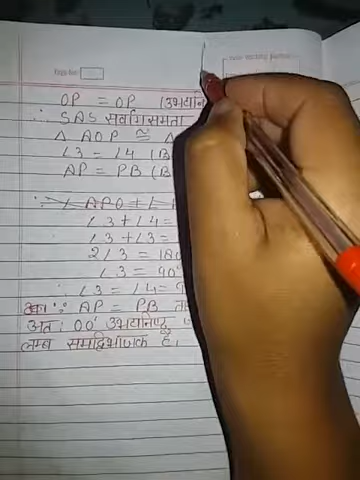 OP = OP (उभयनि
∴ SAS सर्वांगसमता
Δ AOP ≅ Δ
∠3 = ∠4 (B
AP = PB (B
∠APO + ∠
∠3 + ∠4 =
∠3 + ∠3 =
2∠3 = 180
∠3 = 90°
∴ ∠3 = ∠4 = 9
∵ AP = PB
अतः OO' उभयनिष्ठ
लम्ब समद्विभाजक है।